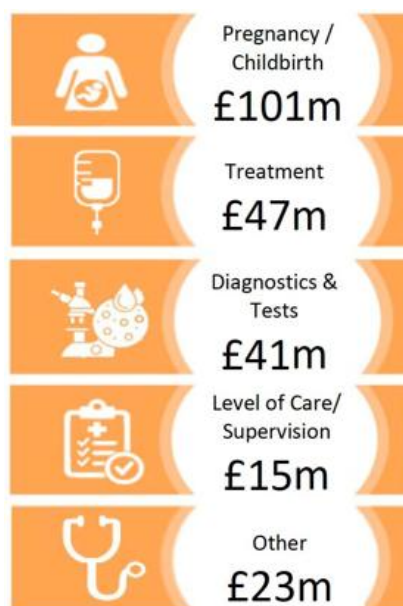 Pregnancy /
Childbirth
£101m
Treatment
£47m
Diagnostics &
Tests
£41m
Level of Care/
Supervision
£15m
Other
£23m